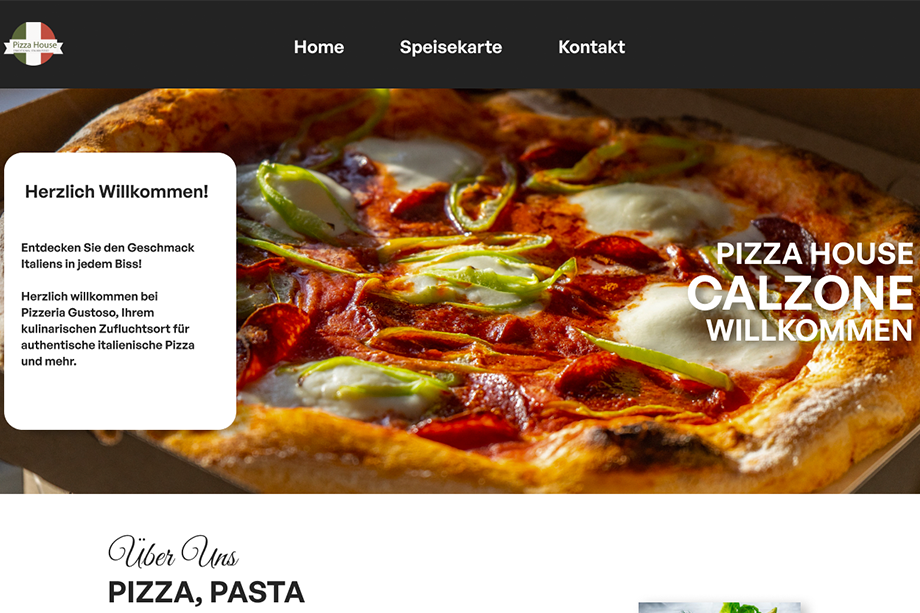 Pizza House
Home
Speisekarte
Kontakt
Herzlich Willkommen!
Entdecken Sie den Geschmack
Italiens in jedem Biss!
Herzlich willkommen bei
Pizzeria Gustoso, Ihrem
kulinarischen Zufluchtsort für
authentische italienische Pizza
und mehr.
PIZZA HOUSE
CALZONE
WILLKOMMEN
Über Uns
PIZZA, PASTA